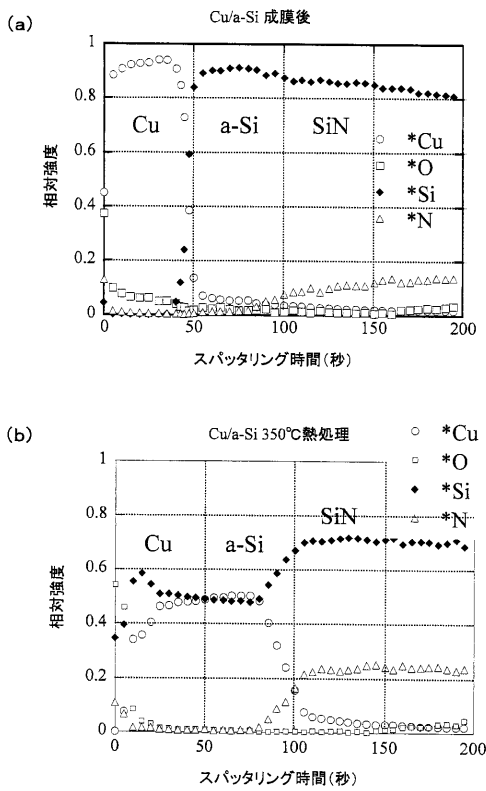 (a)
Cu/a-Si 成膜後
1
0.8
0.6
0.4
0.2
0
相対強度
Cu
a-Si
SiN
*Cu
*O
*Si
*N
0 50 100 150 200
スパッタリング時間(秒)
(b)
Cu/a-Si 350℃熱処理
1
0.8
0.6
0.4
0.2
0
相対強度
Cu
a-Si
SiN
*Cu
*O
*Si
*N
0 50 100 150 200
スパッタリング時間(秒)